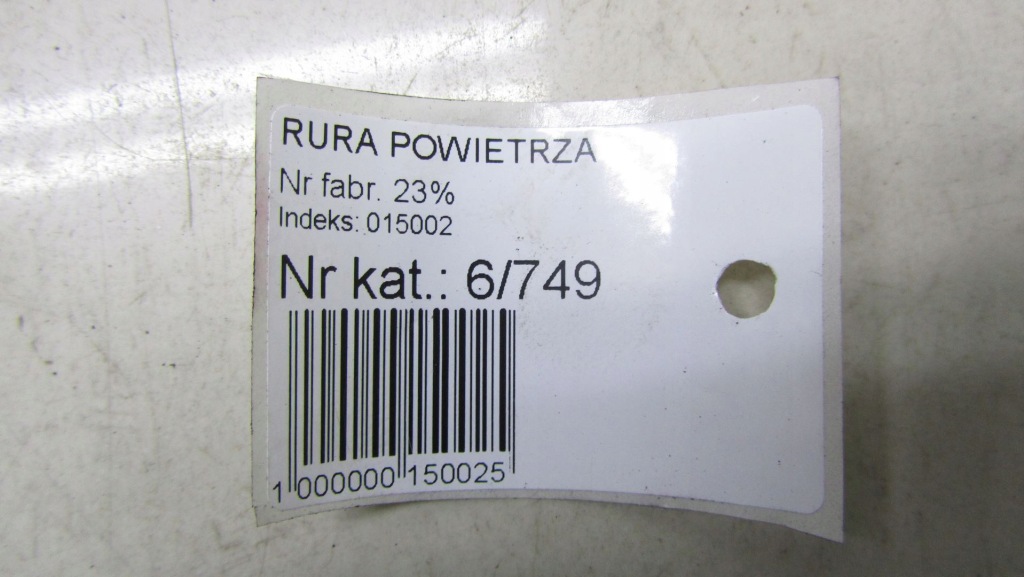 RURA POWIETRZA
Nr fabr. 23%
Indeks: 015002
Nr kat.: 6/749
1 000000 150025